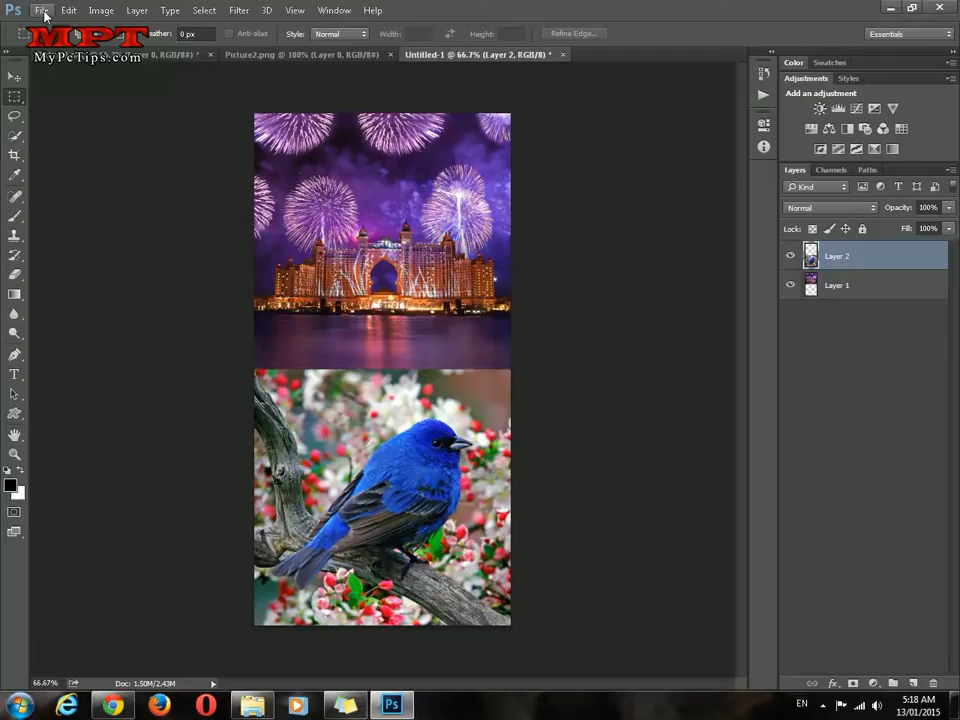 Ps File Edit Image Layer Type Select Filter 3D View Window Help
Feather: 0 px Anti-alias Style: Normal Width: Height: Refine Edge... Essentials
MPT
MyPcTips.com
0, RGB/8#) * × Picture2.png @ 100% (Layer 0, RGB/8#) × Untitled-1 @ 66.7% (Layer 2, RGB/8) * ×
Color Swatches
Adjustments Styles
Add an adjustment
Layers Channels Paths
Kind
Normal Opacity: 100%
Lock: Fill: 100%
Layer 2
Layer 1
66.67% Doc: 1.50M/2.43M
EN 5:18 AM
13/01/2015